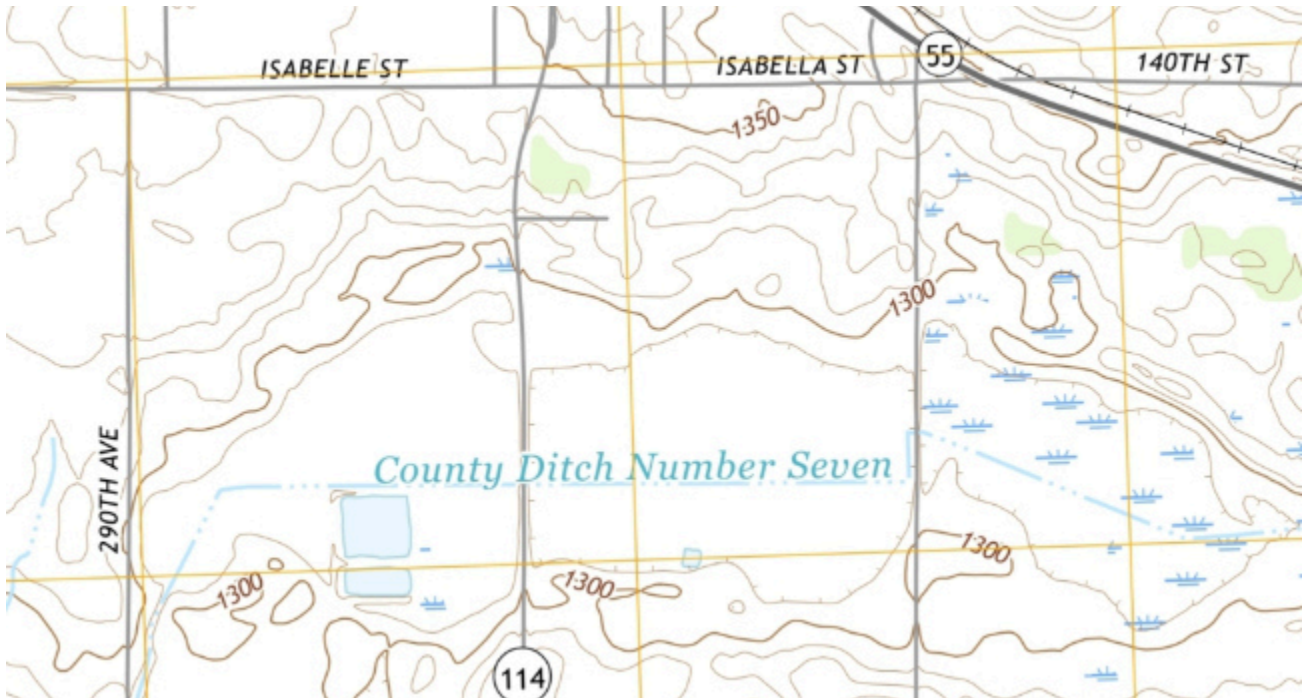 ISABELLE ST
ISABELLA ST
55
140TH ST
1350
1300
290TH AVE
County Ditch Number Seven
1300
1300
1300
114